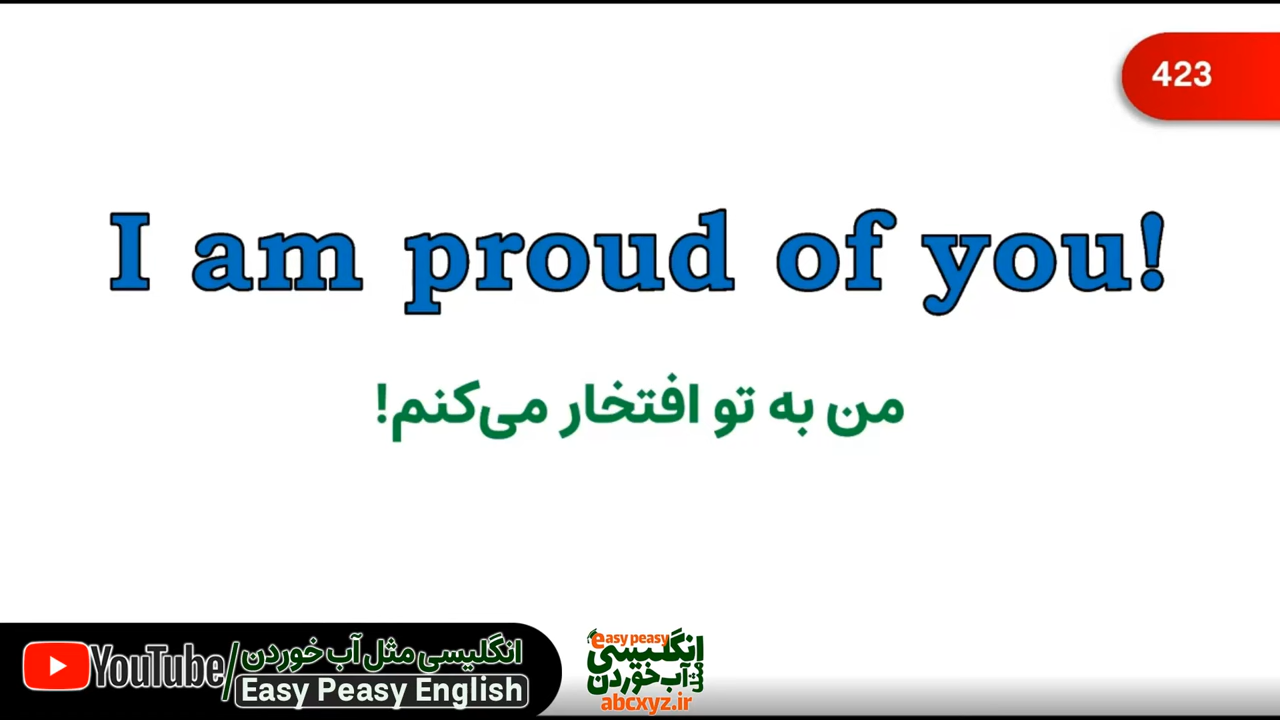 423
I am proud of you!
من به تو افتخار می‌کنم!
YouTube/
انگلیسی مثل آب خوردن
Easy Peasy English
easy peasy
انگلیسی
مثل
آب خوردن
abcxyz.ir